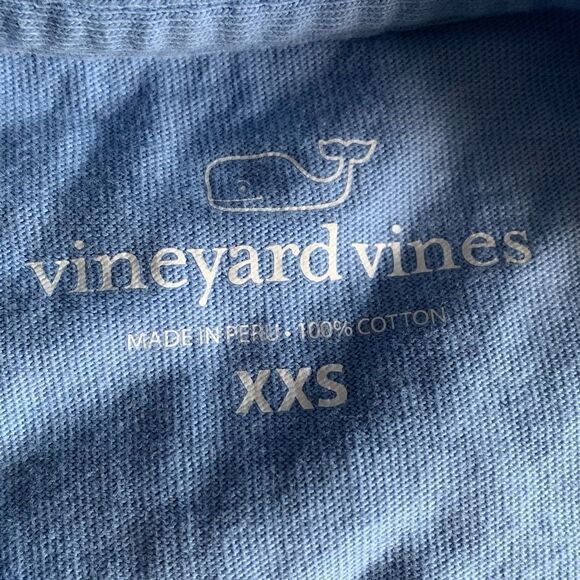 vineyard vines
MADE IN PERU • 100% COTTON
XXS